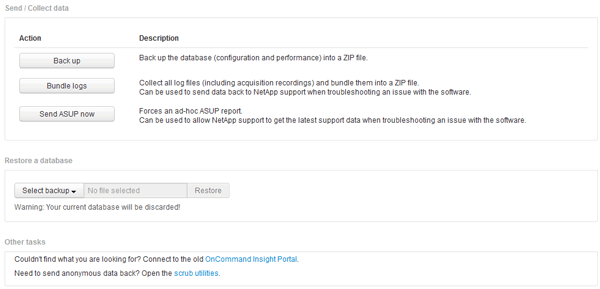 Send / Collect data
Action Description
Back up Back up the database (configuration and performance) into a ZIP file.
Bundle logs Collect all log files (including acquisition recordings) and bundle them into a ZIP file.
Can be used to send data back to NetApp support when troubleshooting an issue with the software.
Send ASUP now Forces an ad-hoc ASUP report.
Can be used to allow NetApp support to get the latest support data when troubleshooting an issue with the software.
Restore a database
Select backup No file selected Restore
Warning: Your current database will be discarded!
Other tasks
Couldn't find what you are looking for? Connect to the old OnCommand Insight Portal.
Need to send anonymous data back? Open the scrub utilities.